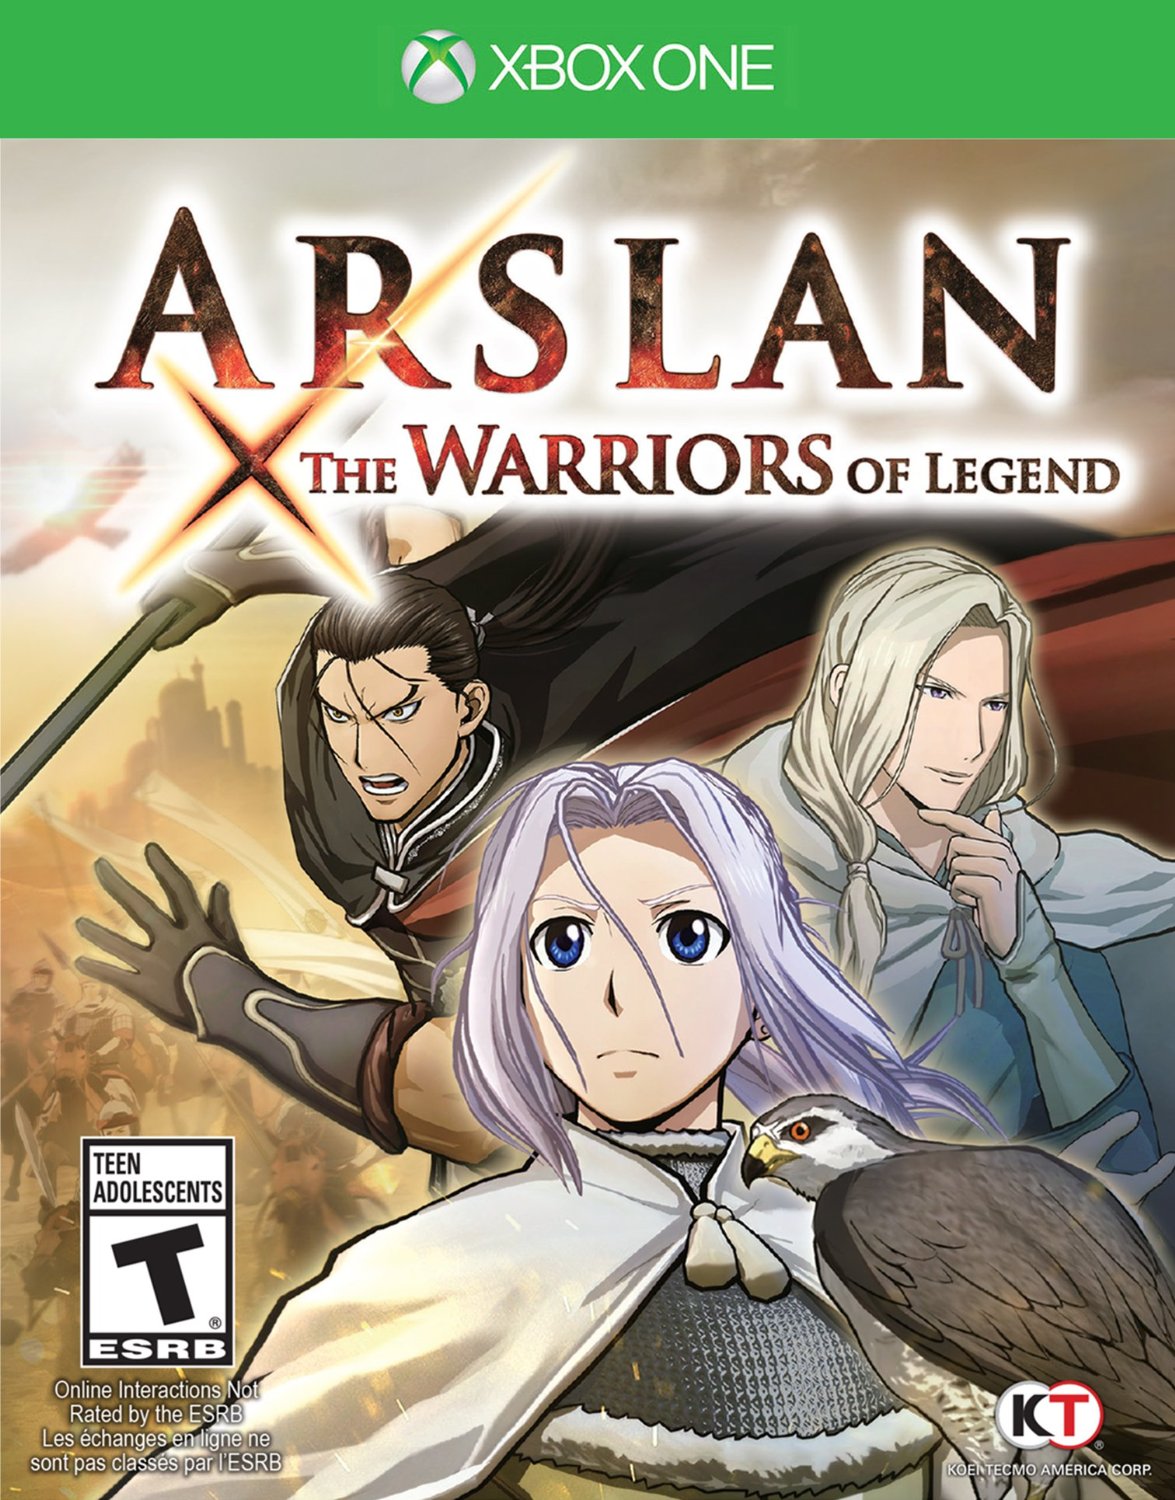 XBOX ONE
ARSLAN
THE WARRIORS OF LEGEND
TEEN
ADOLESCENTS
T
®
ESRB
Online Interactions Not
Rated by the ESRB
Les échanges en ligne ne
sont pas classés par l'ESRB
KT
®
KOEI TECMO AMERICA CORP.